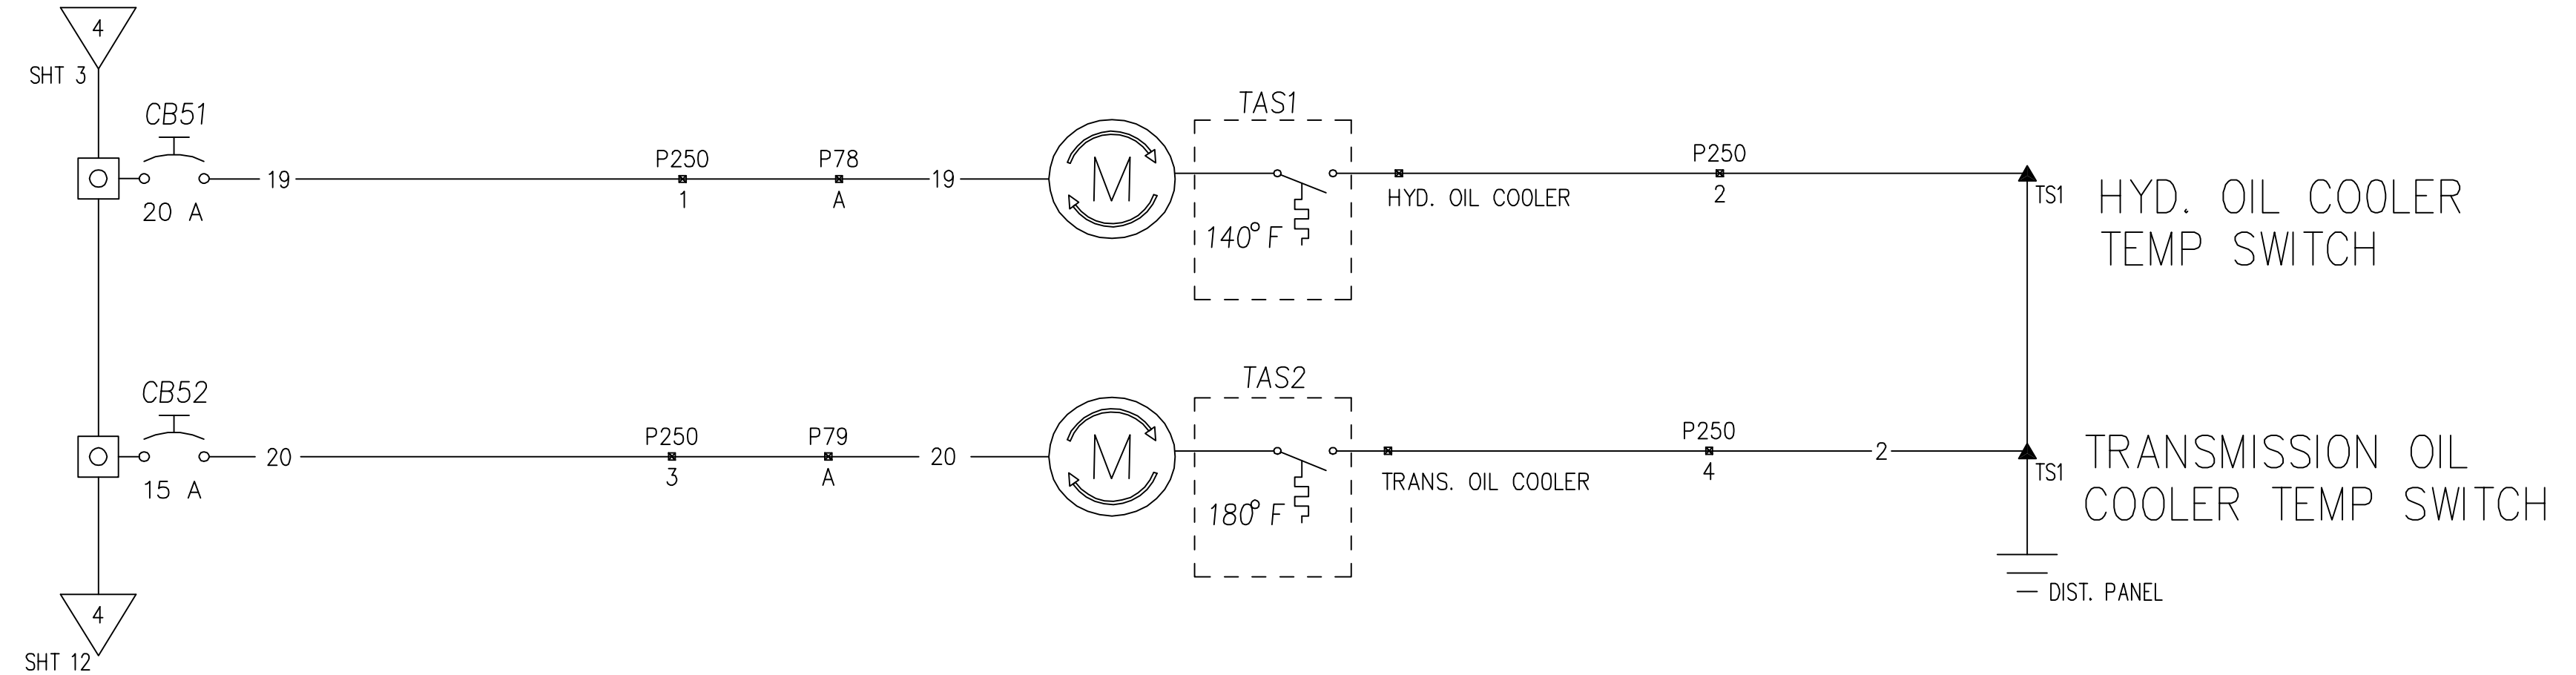 4
SHT 3
CB51
20 A
19
P250
1
P78
A
19
M
TAS1
140° F
HYD. OIL COOLER
P250
2
TS1
HYD. OIL COOLER
TEMP SWITCH
CB52
15 A
20
P250
3
P79
A
20
M
TAS2
180° F
TRANS. OIL COOLER
P250
4
2
TS1
TRANSMISSION OIL
COOLER TEMP SWITCH
DIST. PANEL
4
SHT 12